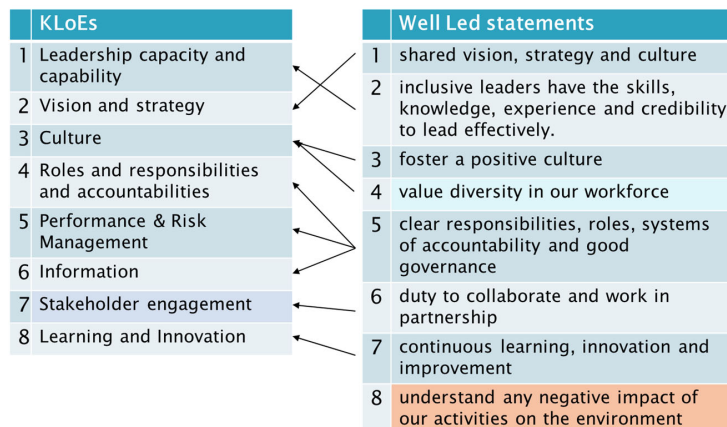 KLoEs
1 Leadership capacity and
capability
2 Vision and strategy
3 Culture
4 Roles and responsibilities
and accountabilities
5 Performance & Risk
Management
6 Information
7 Stakeholder engagement
8 Learning and Innovation
Well Led statements
1 shared vision, strategy and culture
2 inclusive leaders have the skills,
knowledge, experience and credibility
to lead effectively.
3 foster a positive culture
4 value diversity in our workforce
5 clear responsibilities, roles, systems
of accountability and good
governance
6 duty to collaborate and work in
partnership
7 continuous learning, innovation and
improvement
8 understand any negative impact of
our activities on the environment